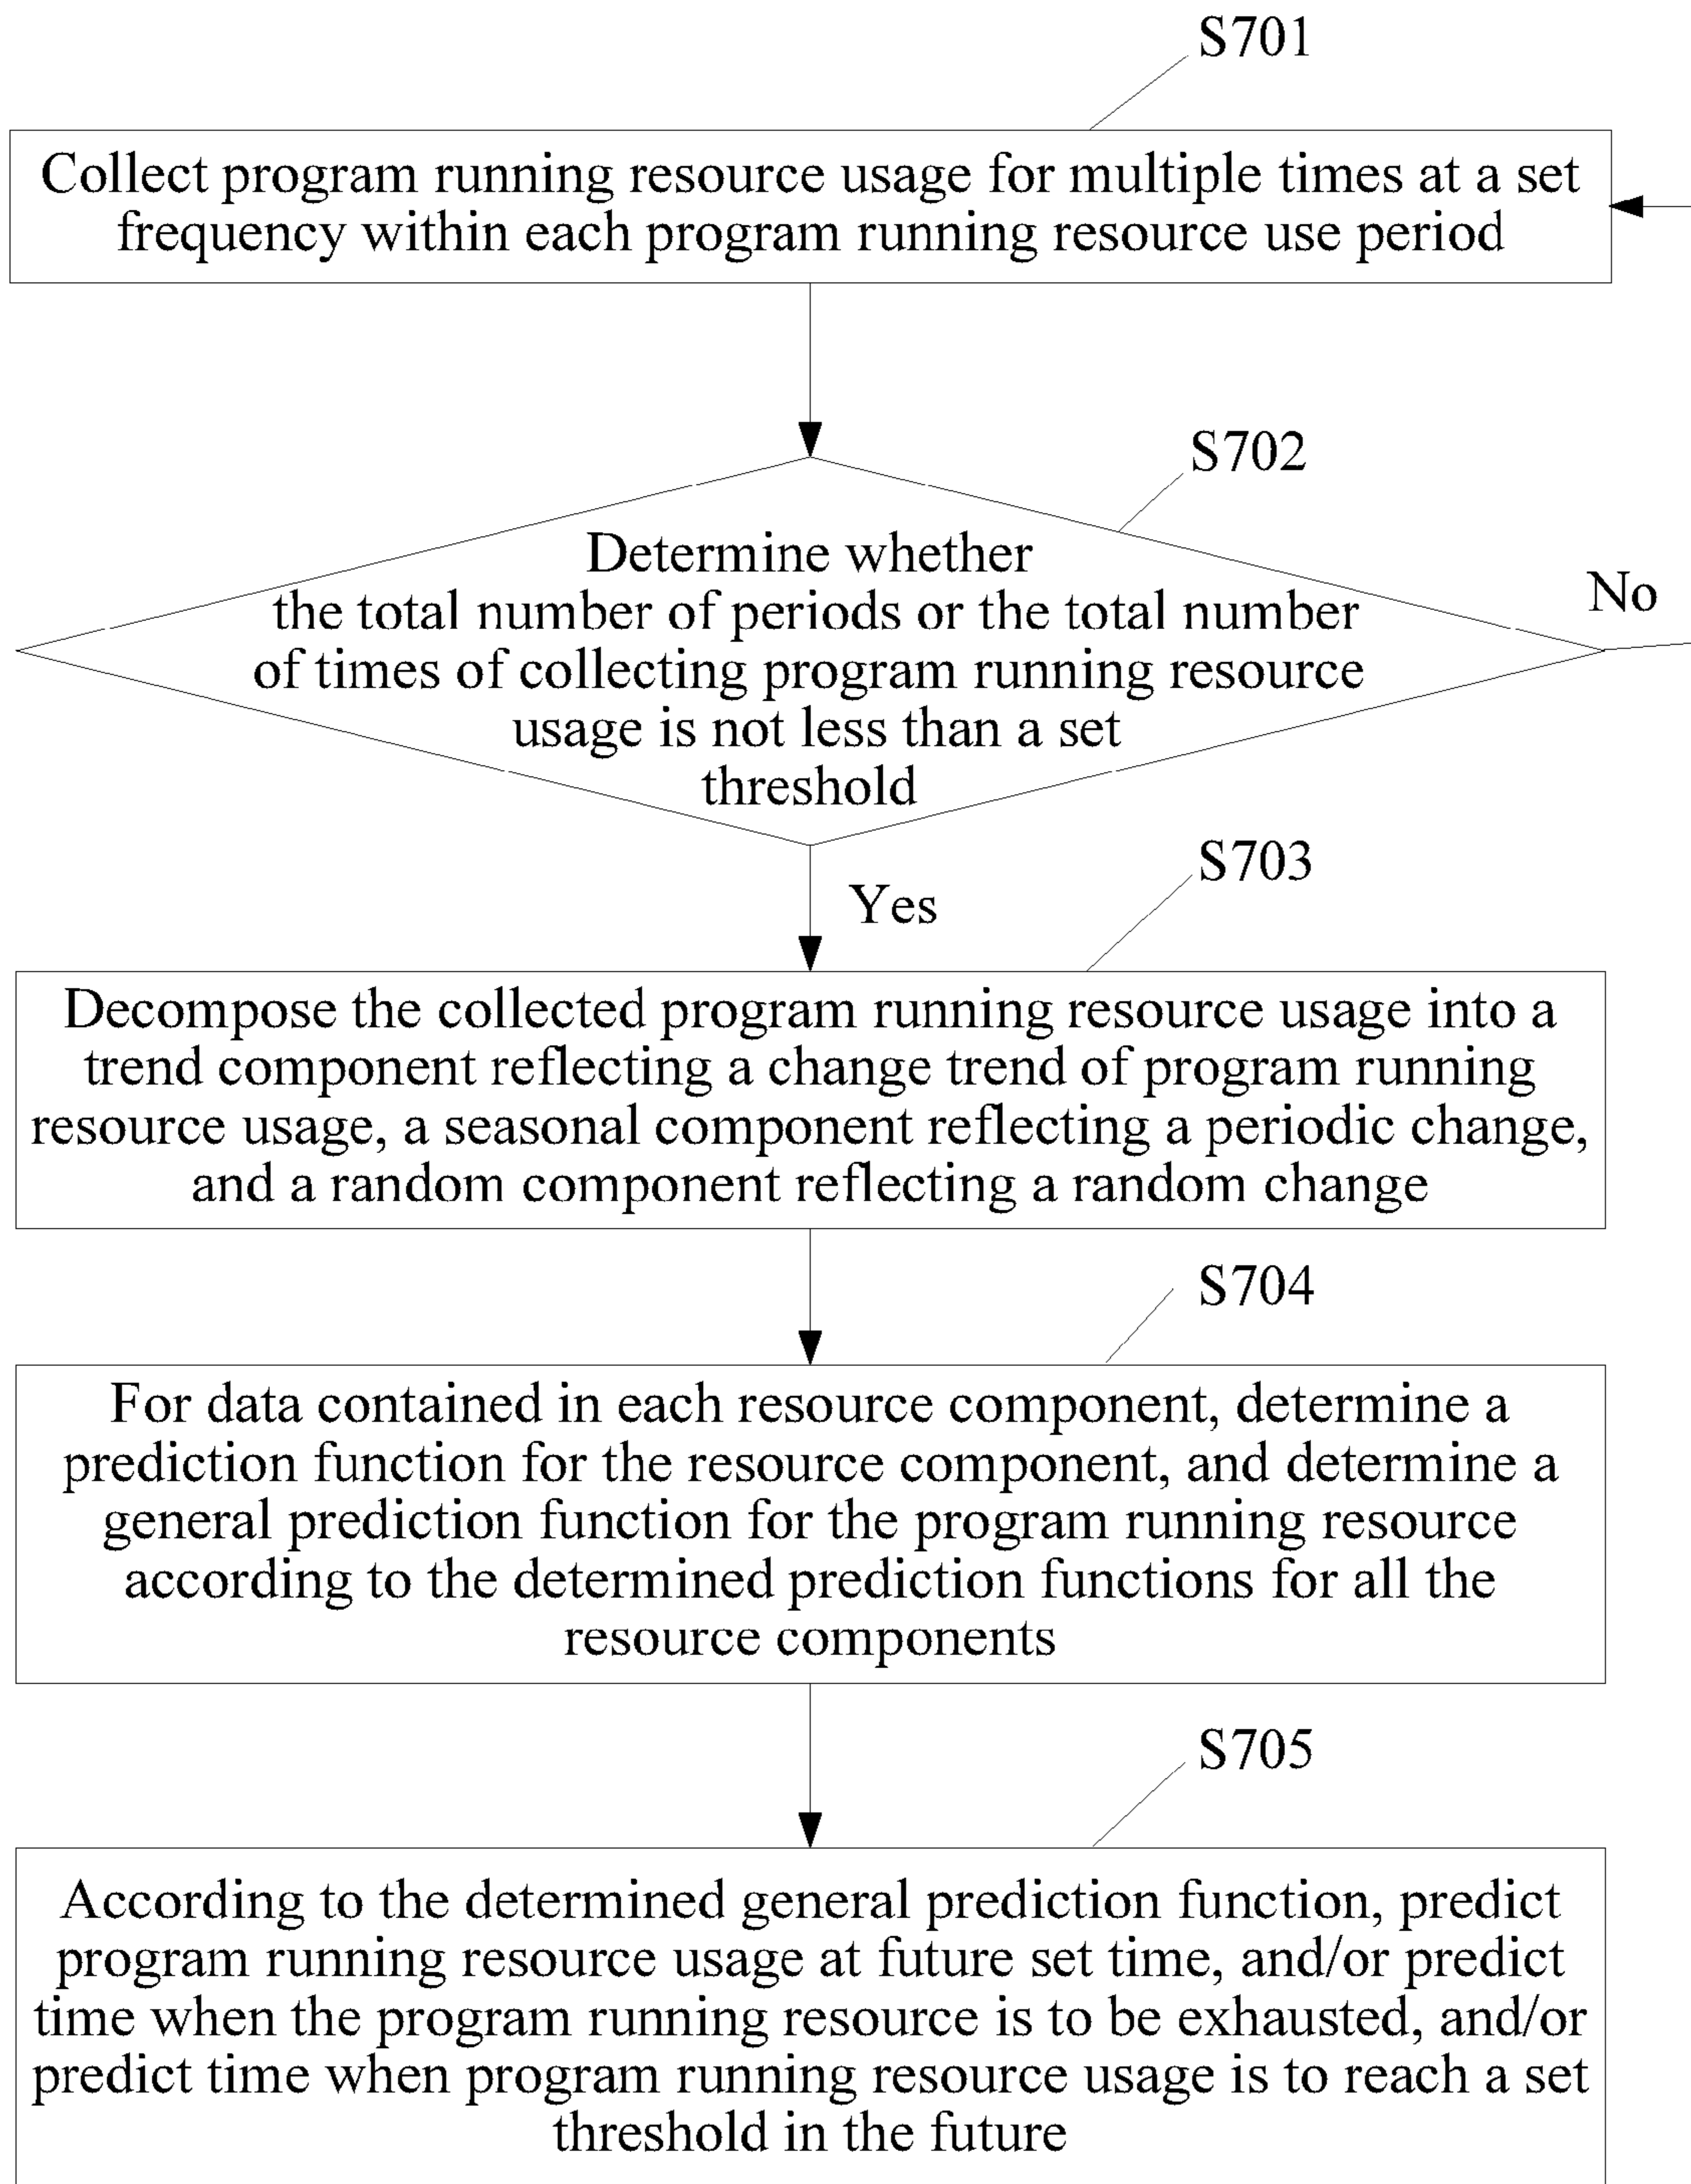 S701
Collect program running resource usage for multiple times at a set
frequency within each program running resource use period
S702
Determine whether
the total number of periods or the total number
of times of collecting program running resource
usage is not less than a set
threshold
No
Yes
S703
Decompose the collected program running resource usage into a
trend component reflecting a change trend of program running
resource usage, a seasonal component reflecting a periodic change,
and a random component reflecting a random change
S704
For data contained in each resource component, determine a
prediction function for the resource component, and determine a
general prediction function for the program running resource
according to the determined prediction functions for all the
resource components
S705
According to the determined general prediction function, predict
program running resource usage at future set time, and/or predict
time when the program running resource is to be exhausted, and/or
predict time when program running resource usage is to reach a set
threshold in the future